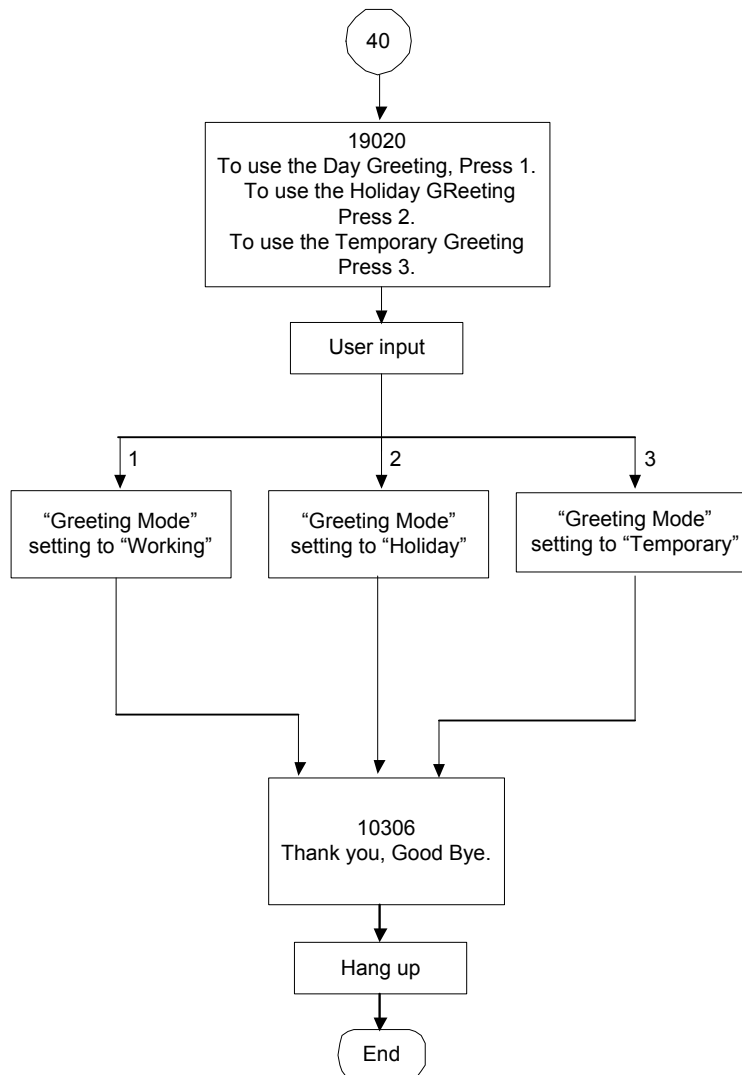 40
19020
To use the Day Greeting, Press 1.
To use the Holiday GReeting
Press 2.
To use the Temporary Greeting
Press 3.
User input
1
2
3
“Greeting Mode”
setting to “Working”
“Greeting Mode”
setting to “Holiday”
“Greeting Mode”
setting to “Temporary”
10306
Thank you, Good Bye.
Hang up
End